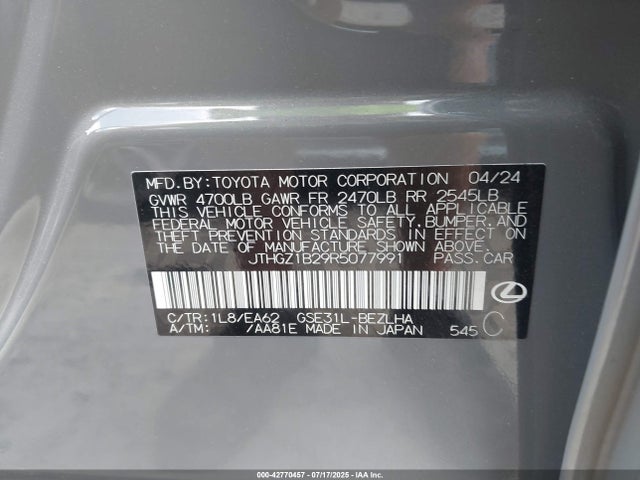 MFD.BY:TOYOTA MOTOR CORPORATION 04/24
GVWR 4700LB GAWR FR 2470LB RR 2545LB
THIS VEHICLE CONFORMS TO ALL APPLICABLE
FEDERAL MOTOR VEHICLE SAFETY,BUMPER,AND
THEFT PREVENTION STANDARDS IN EFFECT ON
THE DATE OF MANUFACTURE SHOWN ABOVE.
JTHGZ1B29R5077991 PASS.CAR
C/TR:1L8/EA62 GSE31L-BEZLHA
A/TM: /AA81E MADE IN JAPAN 545 C
000-42770457 - 07/17/2025 - IAA Inc.